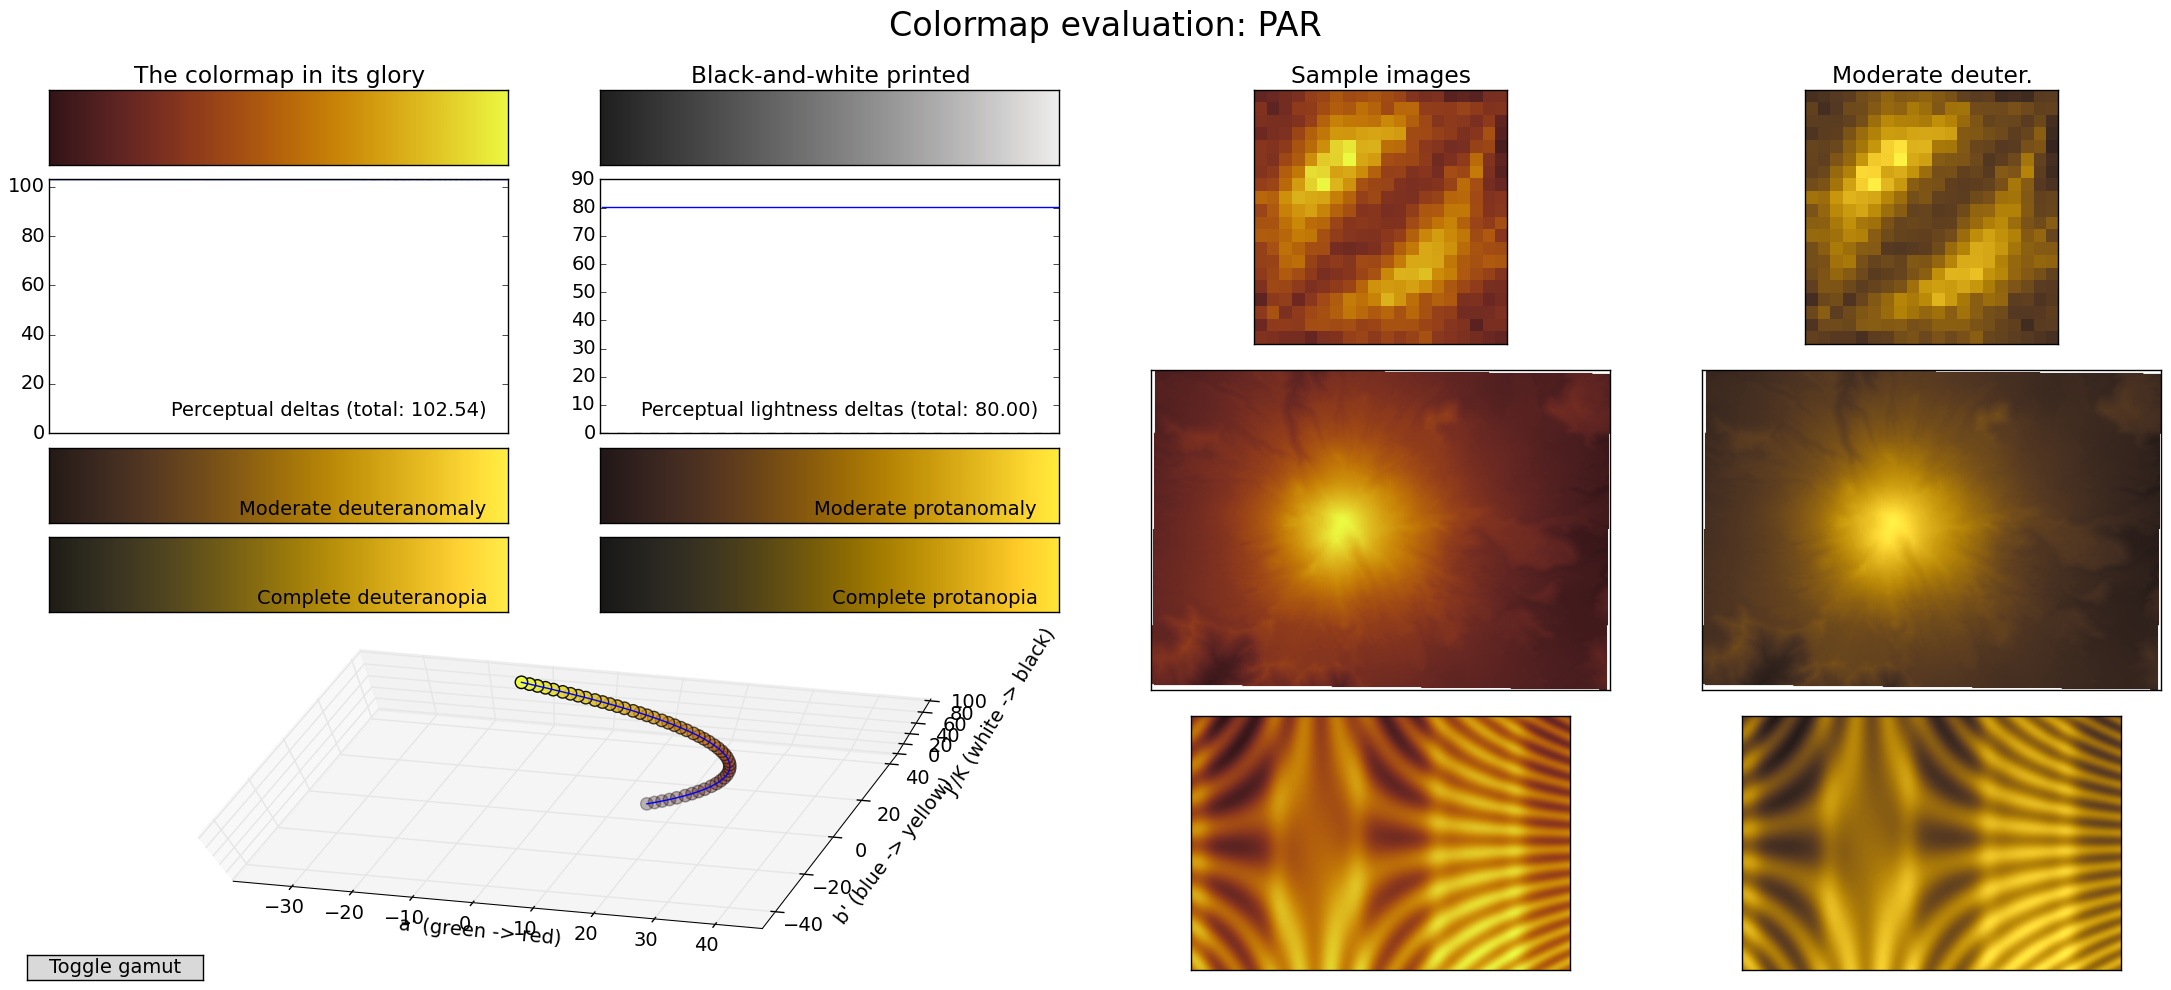 Colormap evaluation: PAR
The colormap in its glory
Black-and-white printed
Sample images
Moderate deuter.
100
80
60
40
20
0
Perceptual deltas (total: 102.54)
90
80
70
60
50
40
30
20
10
0
Perceptual lightness deltas (total: 80.00)
Moderate deuteranomaly
Moderate protanomaly
Complete deuteranopia
Complete protanopia
100
80
60
40
20
0
J/K (white -> black)
40
20
0
−20
−40
b' (blue -> yellow)
−30
−20
−10
0
10
20
30
40
a' (green -> red)
Toggle gamut